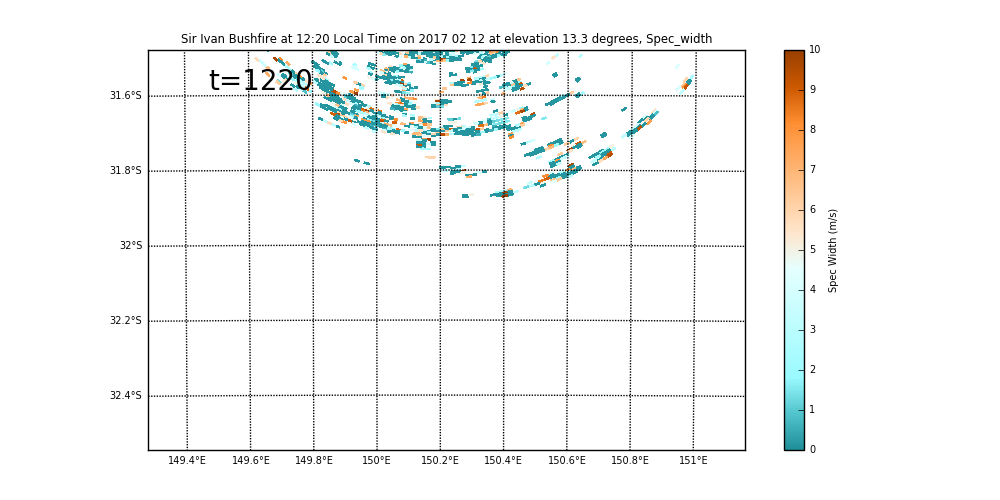 Sir Ivan Bushfire at 12:20 Local Time on 2017 02 12 at elevation 13.3 degrees, Spec_width
t=1220
31.6°S
31.8°S
32°S
32.2°S
32.4°S
149.4°E 149.6°E 149.8°E 150°E 150.2°E 150.4°E 150.6°E 150.8°E 151°E
10
9
8
7
6
5
4
3
2
1
0
Spec Width (m/s)